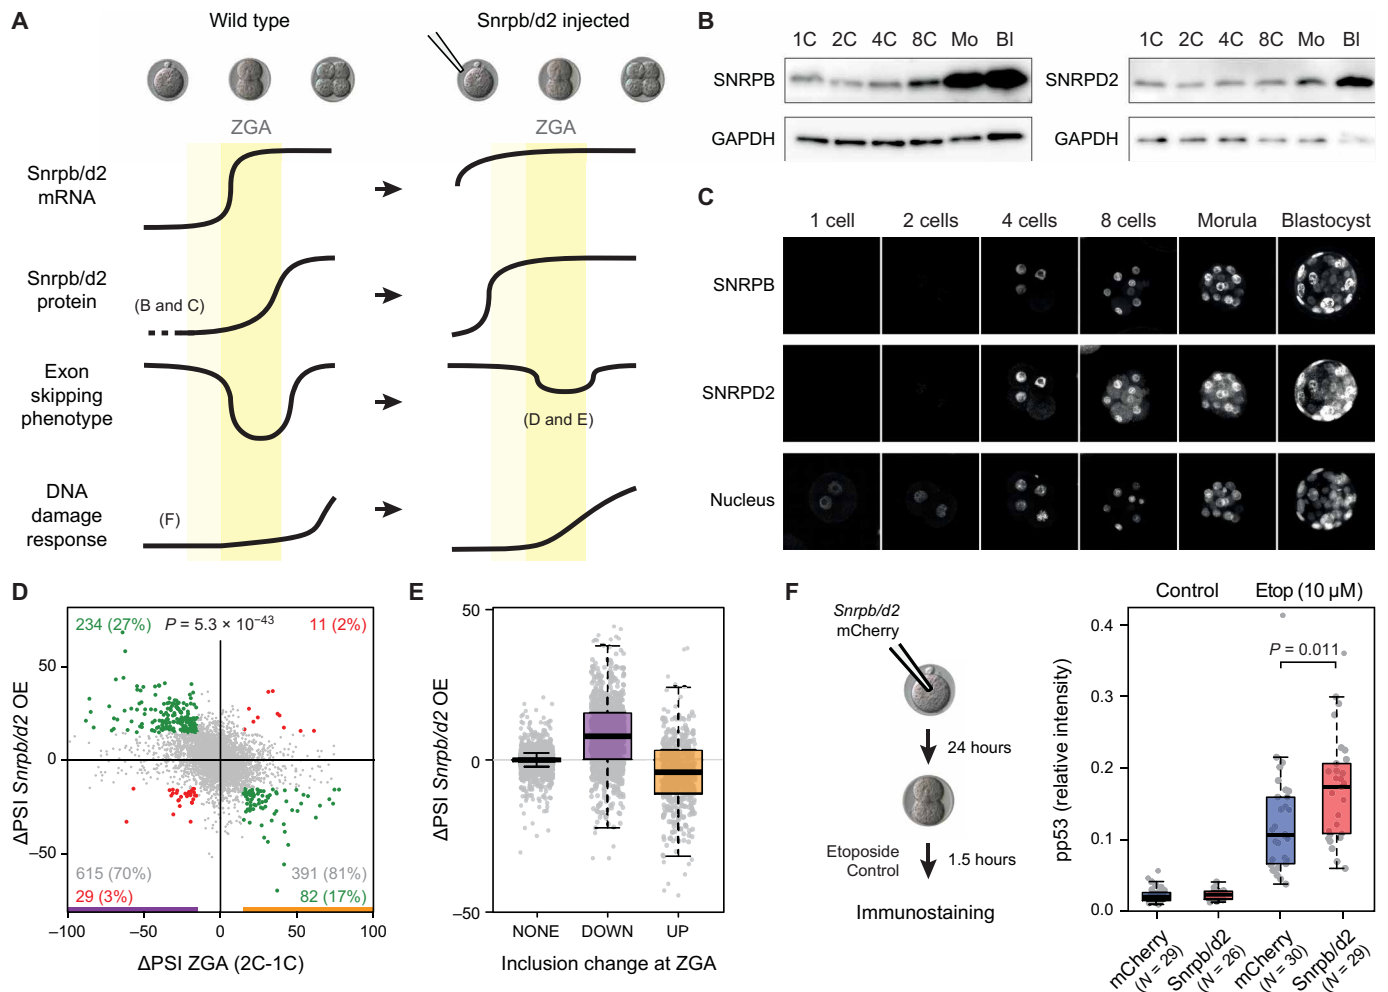 A
Wild type
Snrpb/d2 injected
ZGA
ZGA
Snrpb/d2
mRNA
Snrpb/d2
protein
(B and C)
Exon
skipping
phenotype
(D and E)
DNA
damage
response
(F)
B
1C 2C 4C 8C Mo Bl
SNRPB
GAPDH
1C 2C 4C 8C Mo Bl
SNRPD2
GAPDH
C
1 cell 2 cells 4 cells 8 cells Morula Blastocyst
SNRPB
SNRPD2
Nucleus
D
234 (27%)
P = 5.3 × 10⁻⁴³
11 (2%)
50
0
−50
ΔPSI Snrpb/d2 OE
615 (70%)
29 (3%)
391 (81%)
82 (17%)
−100 −50 0 50 100
ΔPSI ZGA (2C-1C)
E
50
0
−50
ΔPSI Snrpb/d2 OE
NONE DOWN UP
Inclusion change at ZGA
F
Snrpb/d2
mCherry
24 hours
Etoposide
Control
1.5 hours
Immunostaining
Control
Etop (10 μM)
P = 0.011
0.4
0.3
0.2
0.1
0.0
pp53 (relative intensity)
mCherry
(N = 29)
Snrpb/d2
(N = 26)
mCherry
(N = 30)
Snrpb/d2
(N = 29)